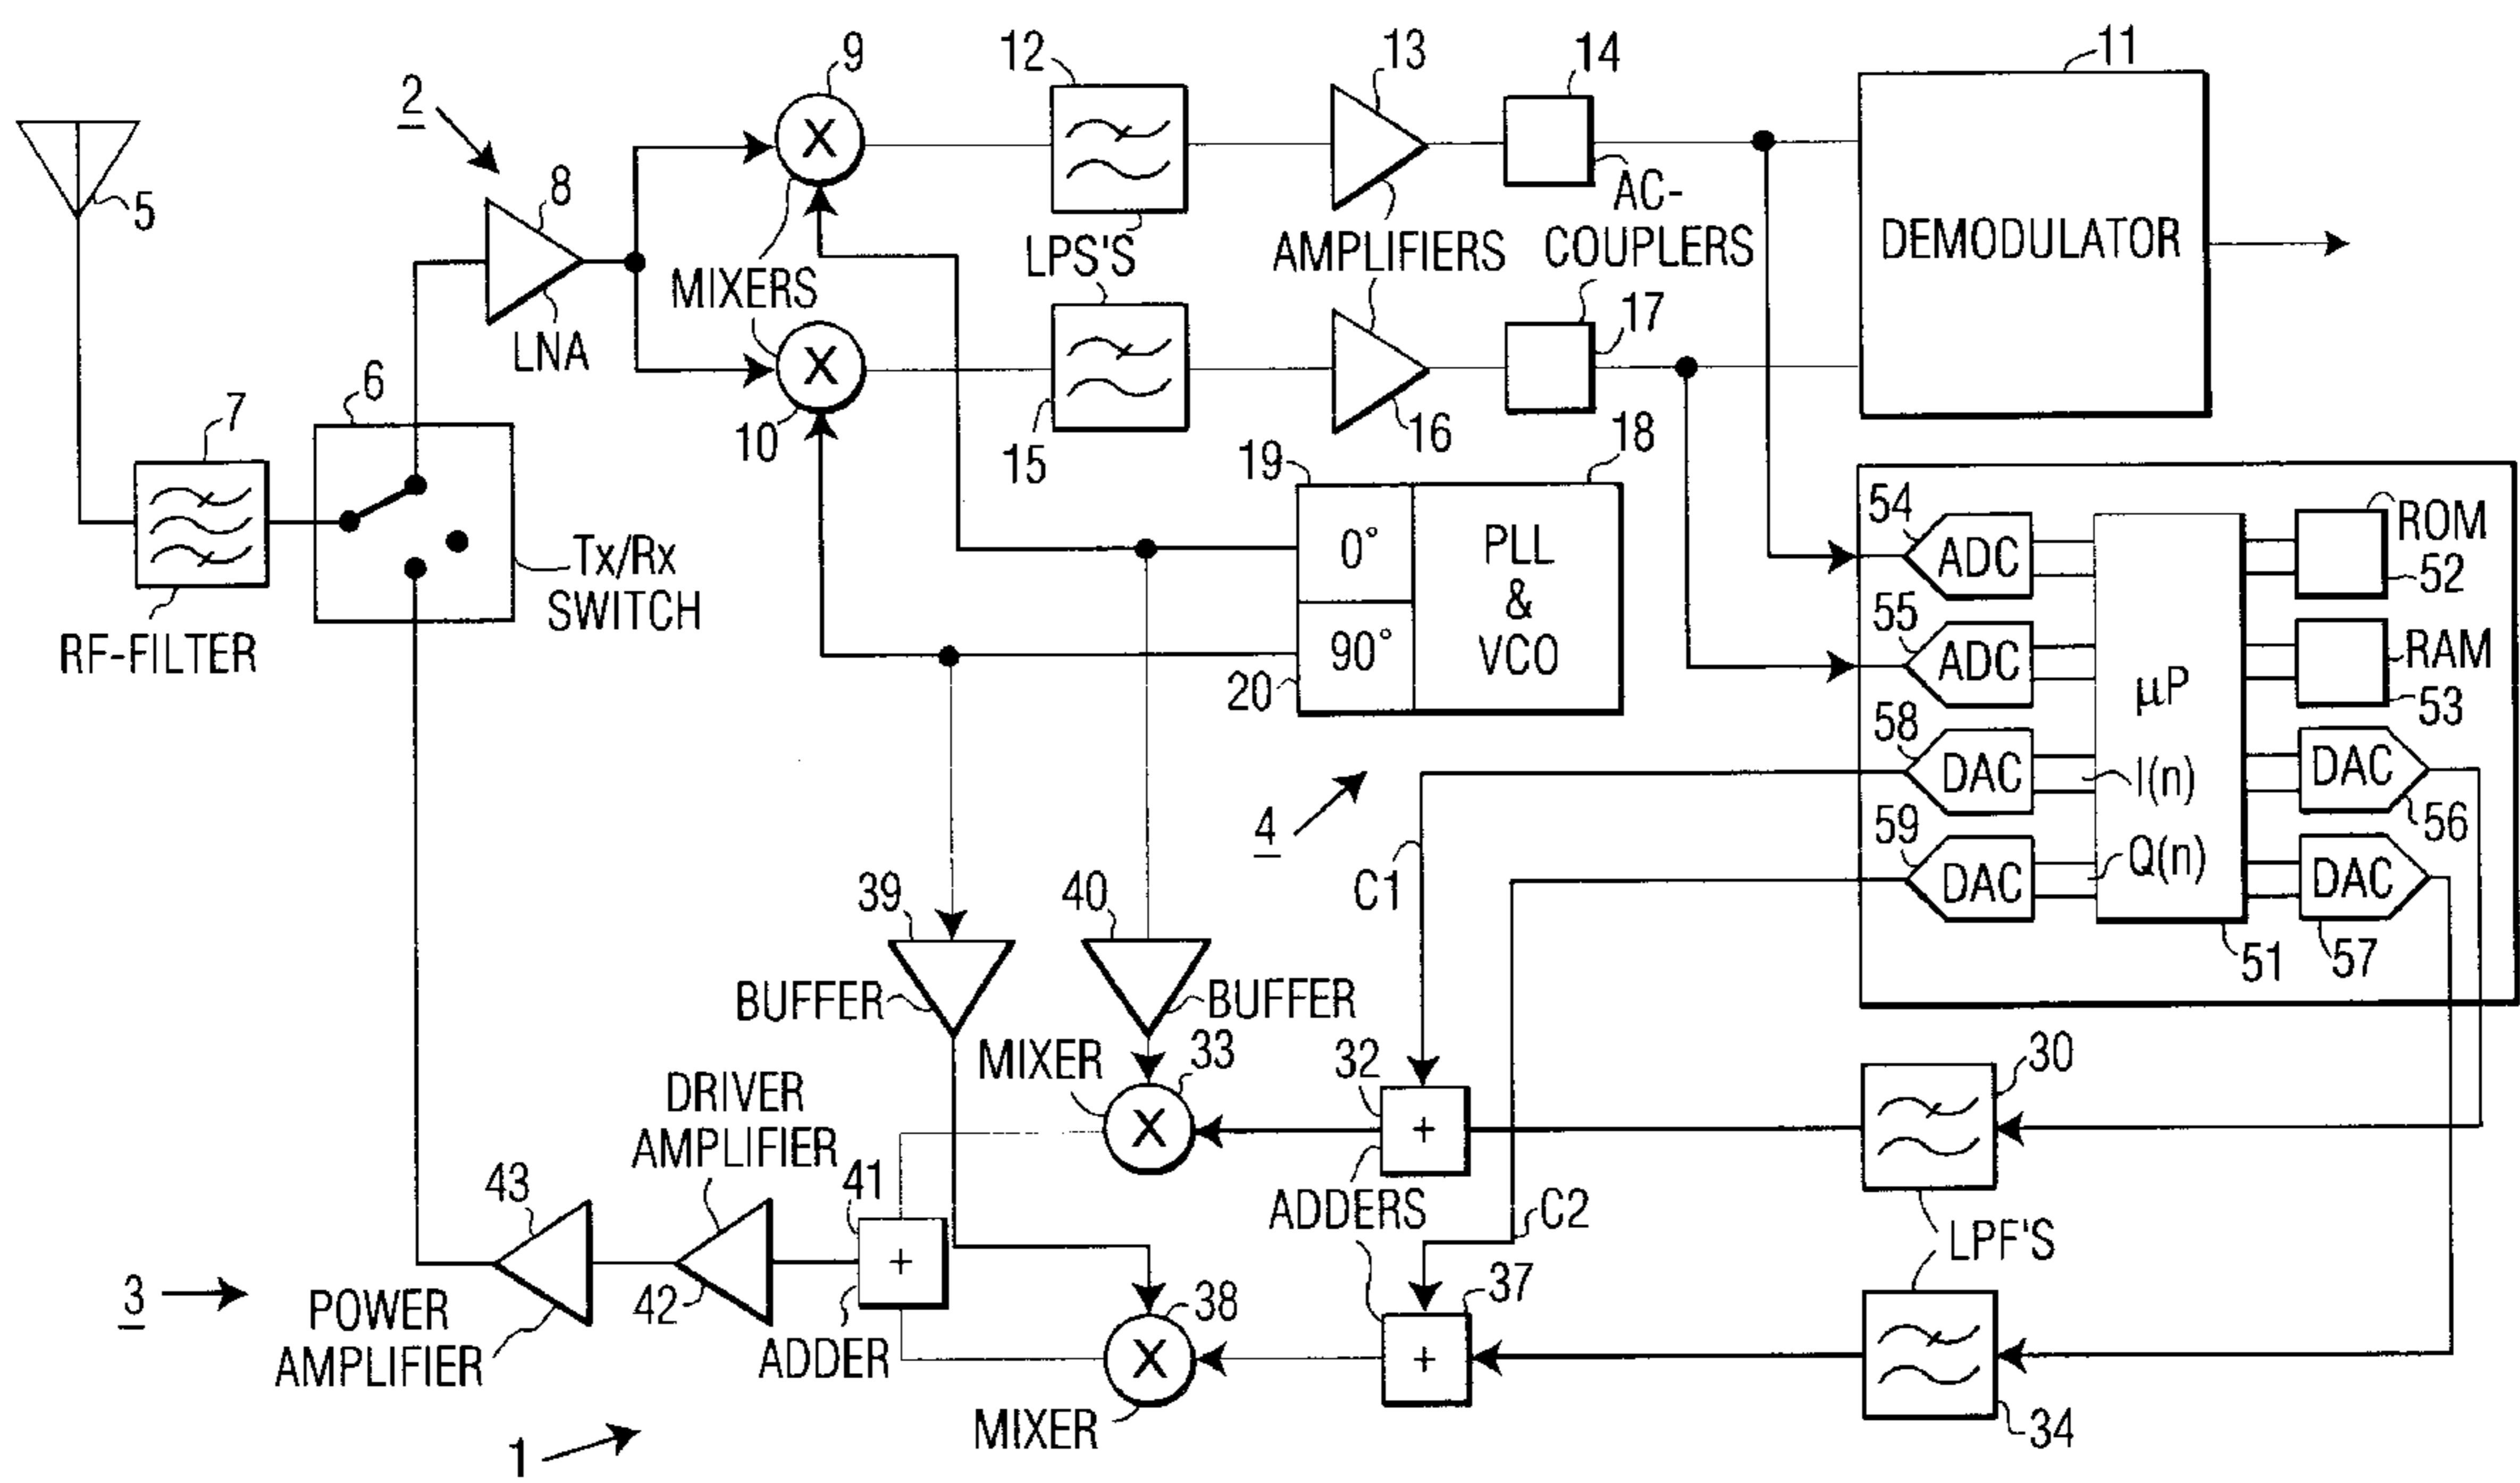 9
12
13
14
11
2
5
8
X
LPS'S
AMPLIFIERS
AC-
COUPLERS
DEMODULATOR
MIXERS
LNA
6
7
X
10
15
16
17
18
19
20
0°
90°
PLL
&
VCO
RF-FILTER
Tx/Rx
SWITCH
54
ADC
55
ADC
58
DAC
59
DAC
µP
I(n)
Q(n)
51
ROM
52
RAM
53
DAC
56
DAC
57
4
C1
39
40
BUFFER
BUFFER
MIXER
33
X
32
+
30
DRIVER
AMPLIFIER
41
43
42
+
ADDER
ADDERS
C2
LPF'S
3
POWER
AMPLIFIER
38
X
MIXER
37
+
34
1